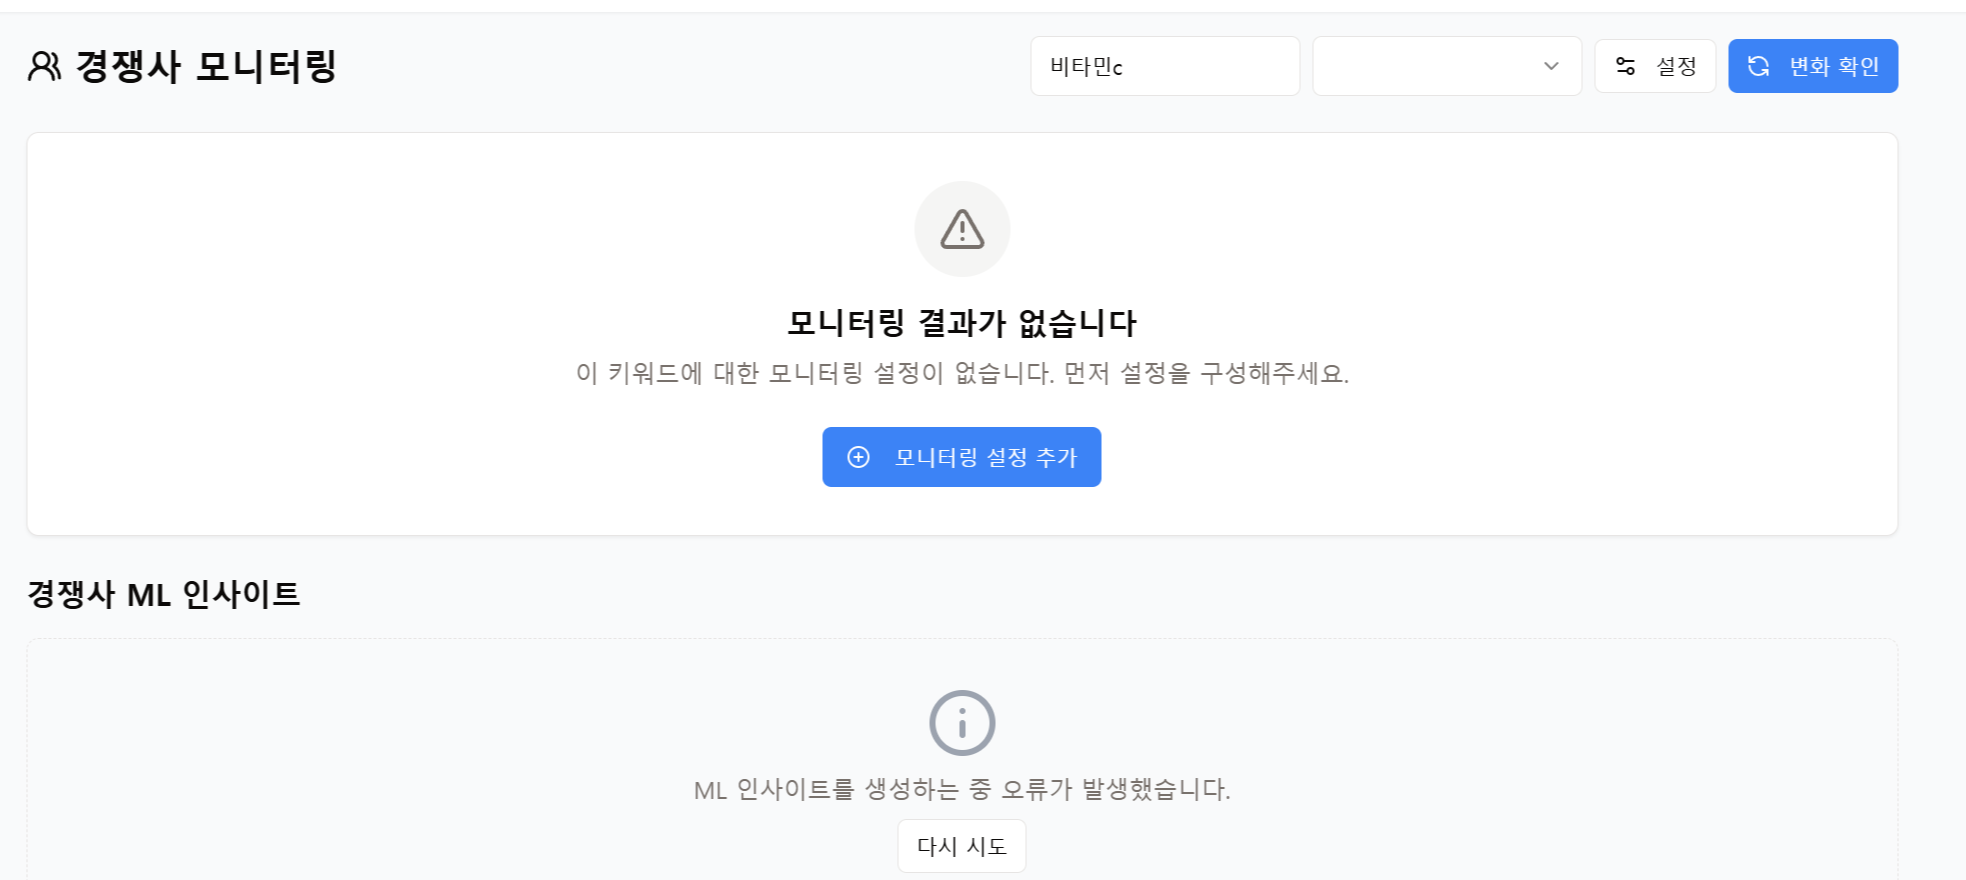 경쟁사 모니터링
비타민c
설정
변화 확인
모니터링 결과가 없습니다
이 키워드에 대한 모니터링 설정이 없습니다. 먼저 설정을 구성해주세요.
모니터링 설정 추가
경쟁사 ML 인사이트
ML 인사이트를 생성하는 중 오류가 발생했습니다.
다시 시도